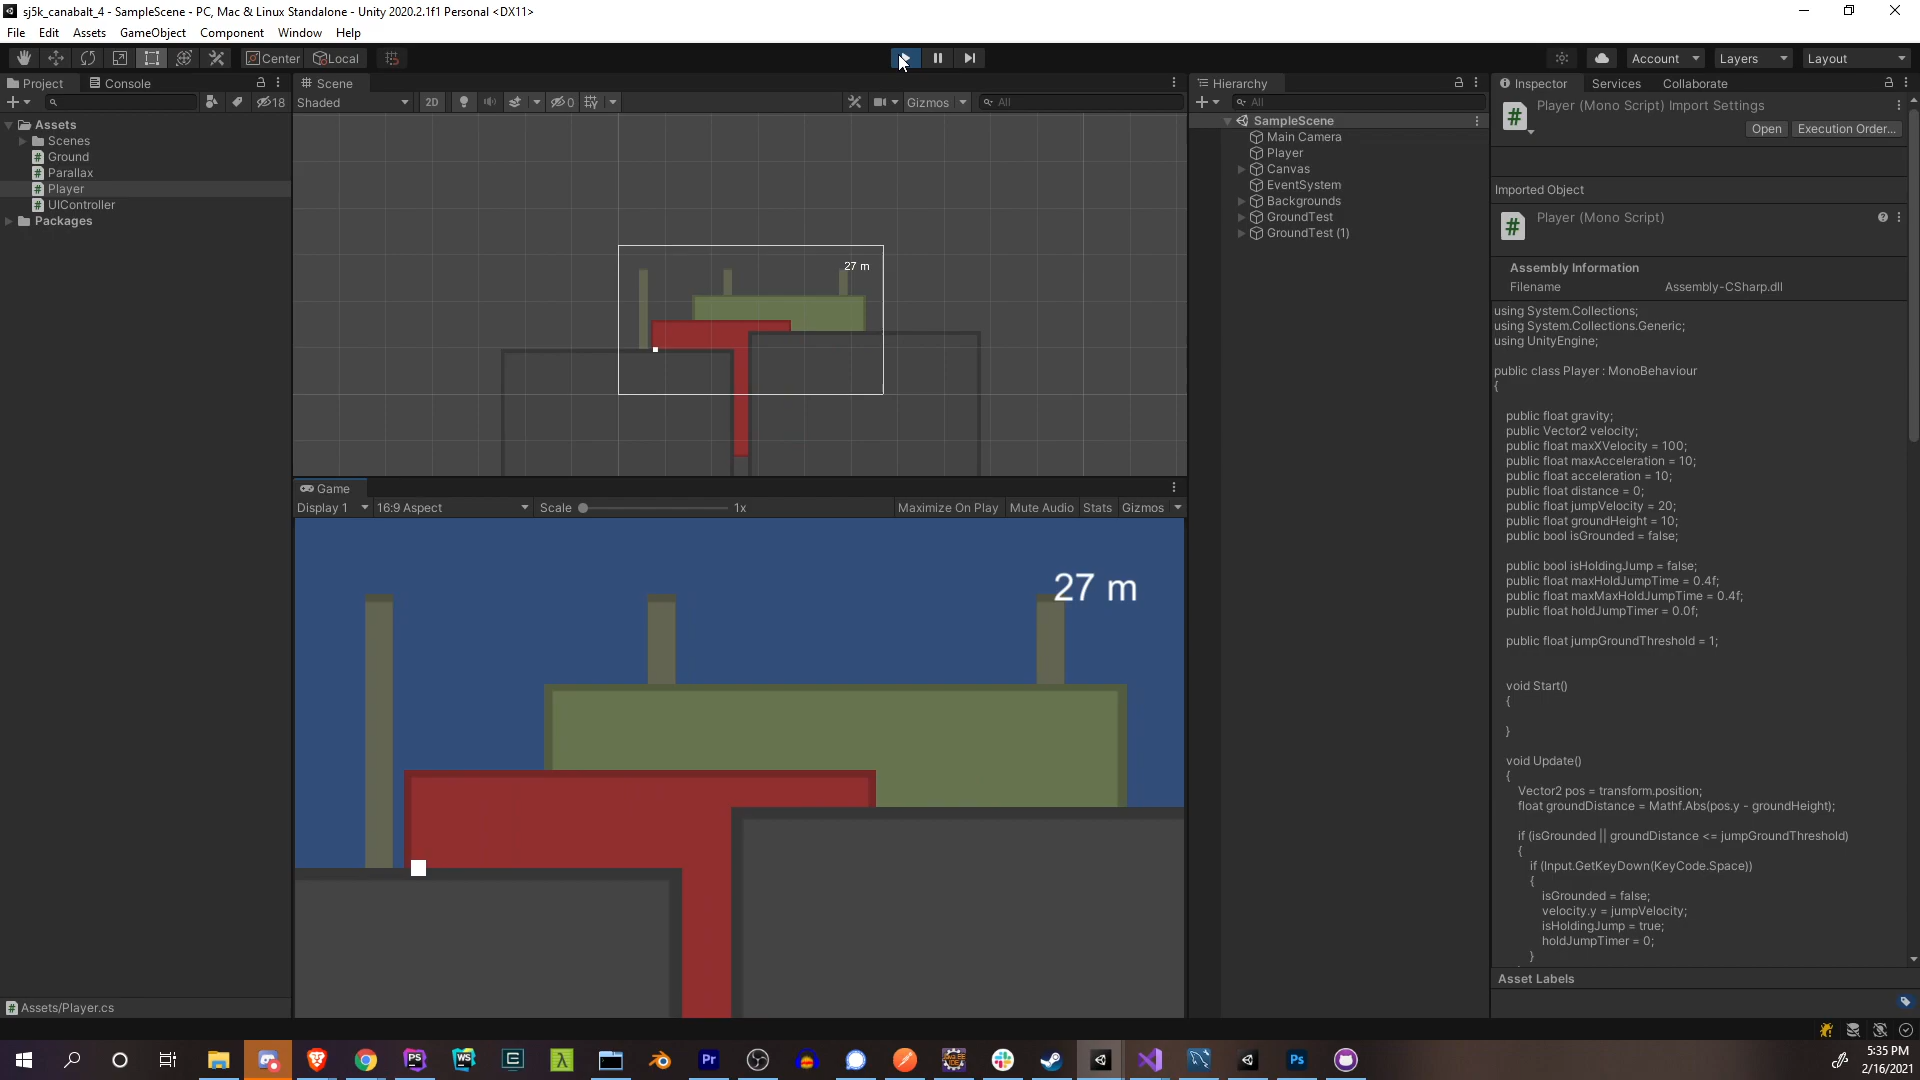 sj5k_canabalt_4 - SampleScene - PC, Mac & Linux Standalone - Unity 2020.2.1f1 Personal <DX11>
File Edit Assets GameObject Component Window Help
Center Local Account Layers Layout
Project Console Scene Hierarchy Inspector Services Collaborate
18 Shaded 2D 0 Gizmos All All
Assets
Scenes
Ground
Parallax
Player
UIController
Packages
Assets/Player.cs
27 m
Game
Display 1 16:9 Aspect Scale 1x Maximize On Play Mute Audio Stats Gizmos
27 m
SampleScene
Main Camera
Player
Canvas
EventSystem
Backgrounds
GroundTest
GroundTest (1)
Player (Mono Script) Import Settings
Open Execution Order...
Imported Object
Player (Mono Script)
Assembly Information
Filename Assembly-CSharp.dll
using System.Collections;
using System.Collections.Generic;
using UnityEngine;
public class Player : MonoBehaviour
{
public float gravity;
public Vector2 velocity;
public float maxXVelocity = 100;
public float maxAcceleration = 10;
public float acceleration = 10;
public float distance = 0;
public float jumpVelocity = 20;
public float groundHeight = 10;
public bool isGrounded = false;
public bool isHoldingJump = false;
public float maxHoldJumpTime = 0.4f;
public float maxMaxHoldJumpTime = 0.4f;
public float holdJumpTimer = 0.0f;
public float jumpGroundThreshold = 1;
void Start()
{
}
void Update()
{
Vector2 pos = transform.position;
float groundDistance = Mathf.Abs(pos.y - groundHeight);
if (isGrounded || groundDistance <= jumpGroundThreshold)
{
if (Input.GetKeyDown(KeyCode.Space))
{
isGrounded = false;
velocity.y = jumpVelocity;
isHoldingJump = true;
holdJumpTimer = 0;
}
Asset Labels
5:35 PM
2/16/2021